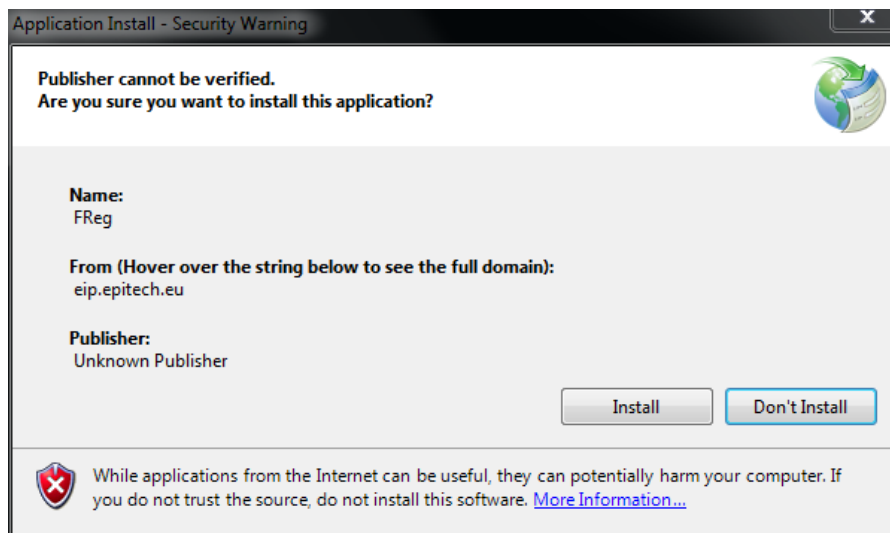 Application Install - Security Warning
x
Publisher cannot be verified.
Are you sure you want to install this application?
Name:
FReg
From (Hover over the string below to see the full domain):
eip.epitech.eu
Publisher:
Unknown Publisher
Install Don't Install
While applications from the Internet can be useful, they can potentially harm your computer. If
you do not trust the source, do not install this software. More Information...